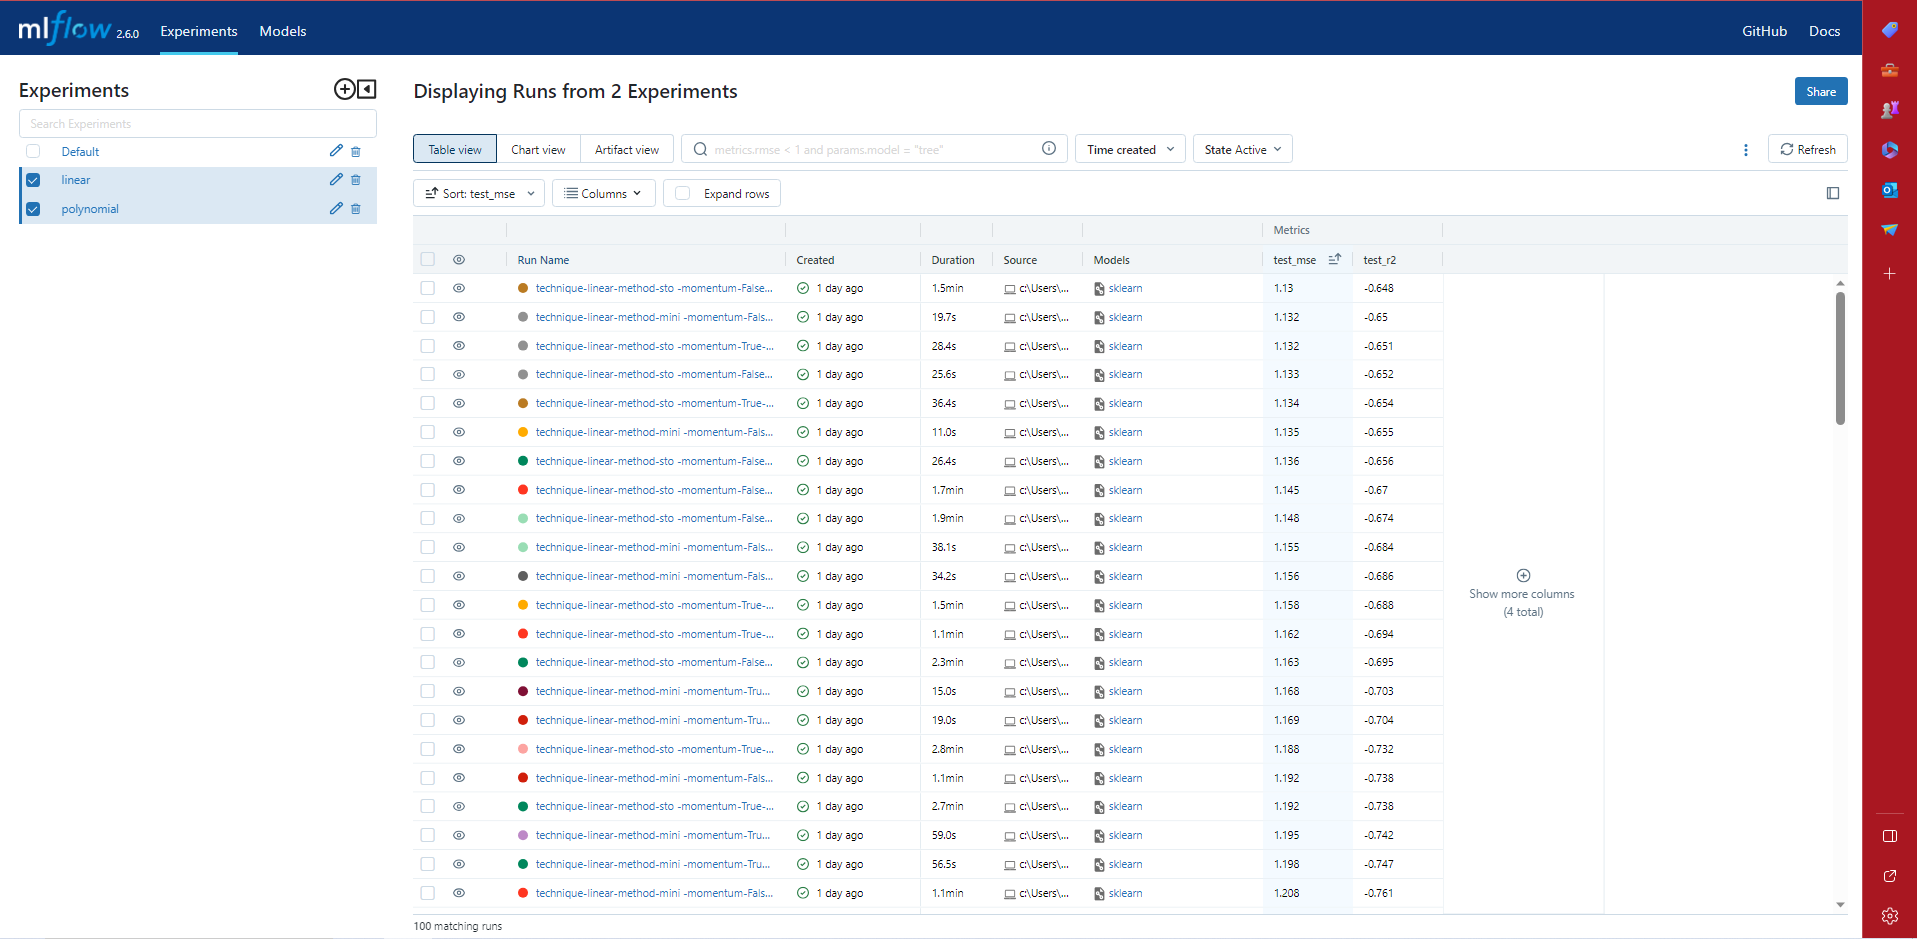 mlflow 2.6.0 Experiments Models GitHub Docs
Experiments
Search Experiments
Default
linear
polynomial
Displaying Runs from 2 Experiments
Share
Table view Chart view Artifact view metrics.rmse < 1 and params.model = "tree" Time created State Active Refresh
Sort: test_mse Columns Expand rows
Metrics
Run Name Created Duration Source Models test_mse test_r2
technique-linear-method-sto -momentum-False... 1 day ago 1.5min c:\Users\... sklearn 1.13 -0.648
technique-linear-method-mini -momentum-Fals... 1 day ago 19.7s c:\Users\... sklearn 1.132 -0.65
technique-linear-method-sto -momentum-True-... 1 day ago 28.4s c:\Users\... sklearn 1.132 -0.651
technique-linear-method-sto -momentum-False... 1 day ago 25.6s c:\Users\... sklearn 1.133 -0.652
technique-linear-method-sto -momentum-True-... 1 day ago 36.4s c:\Users\... sklearn 1.134 -0.654
technique-linear-method-mini -momentum-Fals... 1 day ago 11.0s c:\Users\... sklearn 1.135 -0.655
technique-linear-method-sto -momentum-False... 1 day ago 26.4s c:\Users\... sklearn 1.136 -0.656
technique-linear-method-sto -momentum-False... 1 day ago 1.7min c:\Users\... sklearn 1.145 -0.67
technique-linear-method-sto -momentum-False... 1 day ago 1.9min c:\Users\... sklearn 1.148 -0.674
technique-linear-method-mini -momentum-Fals... 1 day ago 38.1s c:\Users\... sklearn 1.155 -0.684
technique-linear-method-mini -momentum-Fals... 1 day ago 34.2s c:\Users\... sklearn 1.156 -0.686
technique-linear-method-sto -momentum-True-... 1 day ago 1.5min c:\Users\... sklearn 1.158 -0.688
technique-linear-method-sto -momentum-True-... 1 day ago 1.1min c:\Users\... sklearn 1.162 -0.694
technique-linear-method-sto -momentum-False... 1 day ago 2.3min c:\Users\... sklearn 1.163 -0.695
technique-linear-method-mini -momentum-Tru... 1 day ago 15.0s c:\Users\... sklearn 1.168 -0.703
technique-linear-method-mini -momentum-Tru... 1 day ago 19.0s c:\Users\... sklearn 1.169 -0.704
technique-linear-method-sto -momentum-True-... 1 day ago 2.8min c:\Users\... sklearn 1.188 -0.732
technique-linear-method-mini -momentum-Fals... 1 day ago 1.1min c:\Users\... sklearn 1.192 -0.738
technique-linear-method-sto -momentum-True-... 1 day ago 2.7min c:\Users\... sklearn 1.192 -0.738
technique-linear-method-mini -momentum-Tru... 1 day ago 59.0s c:\Users\... sklearn 1.195 -0.742
technique-linear-method-mini -momentum-Tru... 1 day ago 56.5s c:\Users\... sklearn 1.198 -0.747
technique-linear-method-mini -momentum-Fals... 1 day ago 1.1min c:\Users\... sklearn 1.208 -0.761
Show more columns
(4 total)
100 matching runs